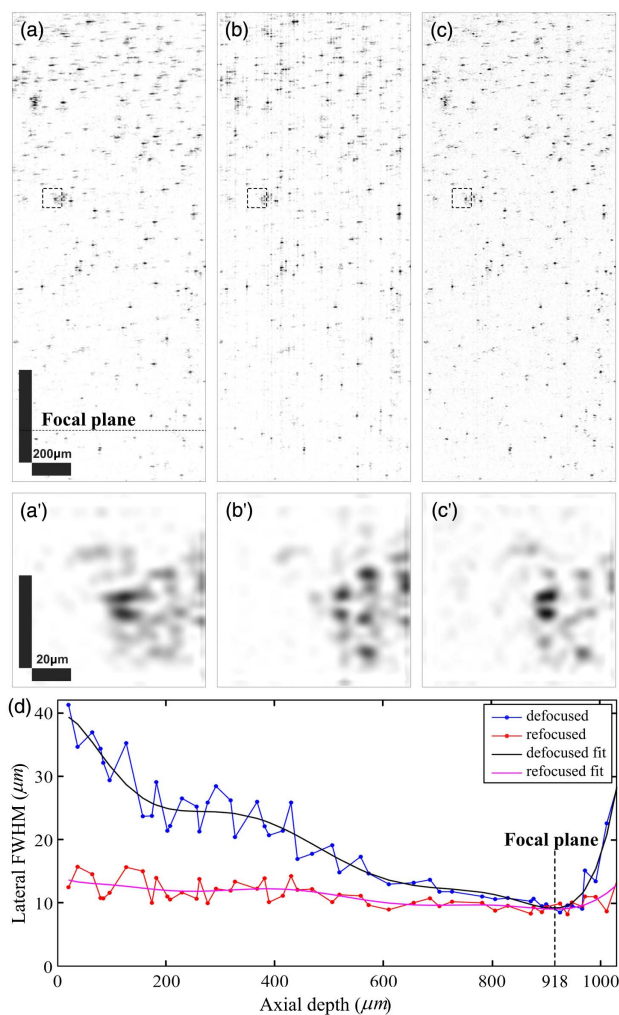 (a)
(b)
(c)
Focal plane
200μm
(a')
(b')
(c')
20μm
(d)
Lateral FWHM (μm)
40
30
20
10
0
defocused
refocused
defocused fit
refocused fit
Focal plane
0 200 400 600 800 918 1000
Axial depth (μm)